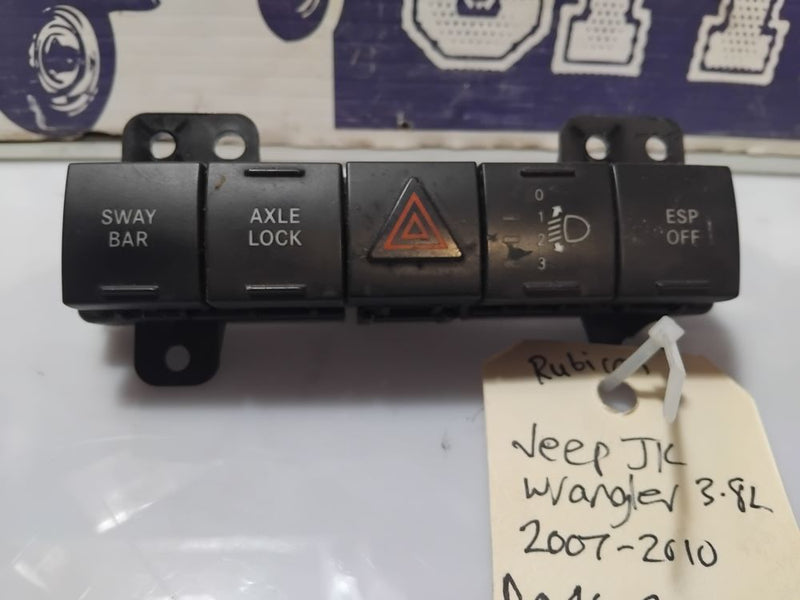 SWAY
BAR
AXLE
LOCK
0
1
2
3
ESP
OFF
Rubicon
Jeep JK
Wrangler 3.8L
2007-2010